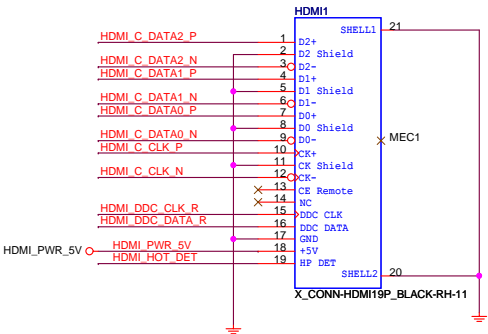 HDMI1
SHELL1 21
HDMI_C_DATA2_P 1 D2+
2 D2 Shield
HDMI_C_DATA2_N 3 D2-
HDMI_C_DATA1_P 4 D1+
5 D1 Shield
HDMI_C_DATA1_N 6 D1-
HDMI_C_DATA0_P 7 D0+
8 D0 Shield
HDMI_C_DATA0_N 9 D0- MEC1
HDMI_C_CLK_P 10 CK+
11 CK Shield
HDMI_C_CLK_N 12 CK-
13 CE Remote
14 NC
HDMI_DDC_CLK_R 15 DDC CLK
HDMI_DDC_DATA_R 16 DDC DATA
17 GND
HDMI_PWR_5V HDMI_PWR_5V 18 +5V
HDMI_HOT_DET 19 HP DET
SHELL2 20
X_CONN-HDMI19P_BLACK-RH-11